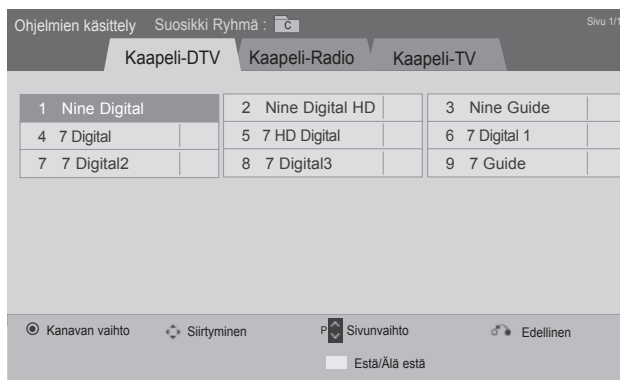 Ohjelmien käsittely Suosikki Ryhmä : C Sivu 1/1
Kaapeli-DTV Kaapeli-Radio Kaapeli-TV
1 Nine Digital 2 Nine Digital HD 3 Nine Guide
4 7 Digital 5 7 HD Digital 6 7 Digital 1
7 7 Digital2 8 7 Digital3 9 7 Guide
Kanavan vaihto Siirtyminen P Sivunvaihto Edellinen
Estä/Älä estä